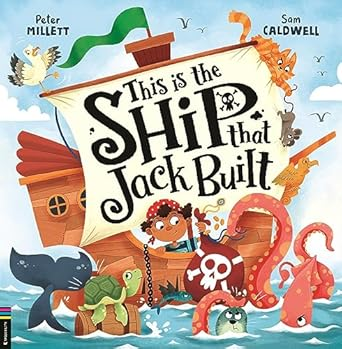 Peter
MILLETT
Sam
CALDWELL
This is the
SHiP
that
Jack Built